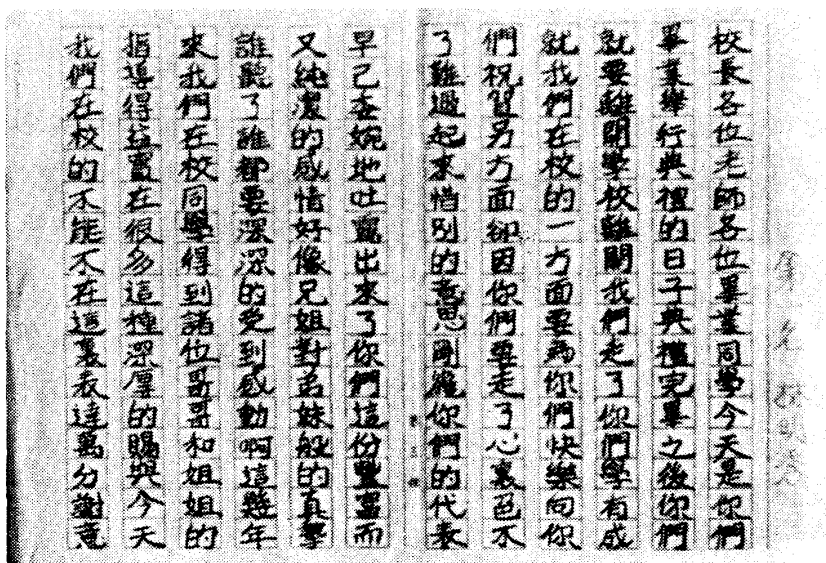 校長各位老師各位畢業同學今天是你們
畢業舉行典禮的日子典禮完畢之後你們
就要離開學校離開我們走了你們學有成
就我們在校的一方面要為你們快樂向你
們祝賀另方面卻因你們要走了心裏也不
了難過起來惜別的意思剛纔你們的代表
早已委婉地吐露出來了你們這份豐富而
又純潔的感情好像兄姐對弟妹般的真摯
誰聽了誰都要深深的受到感動啊這幾年
來我們在校同學得到諸位哥哥和姐姐的
指導得益實在很多這種深厚的賜與今天
我們在校的不能不在這裏表達萬分謝意